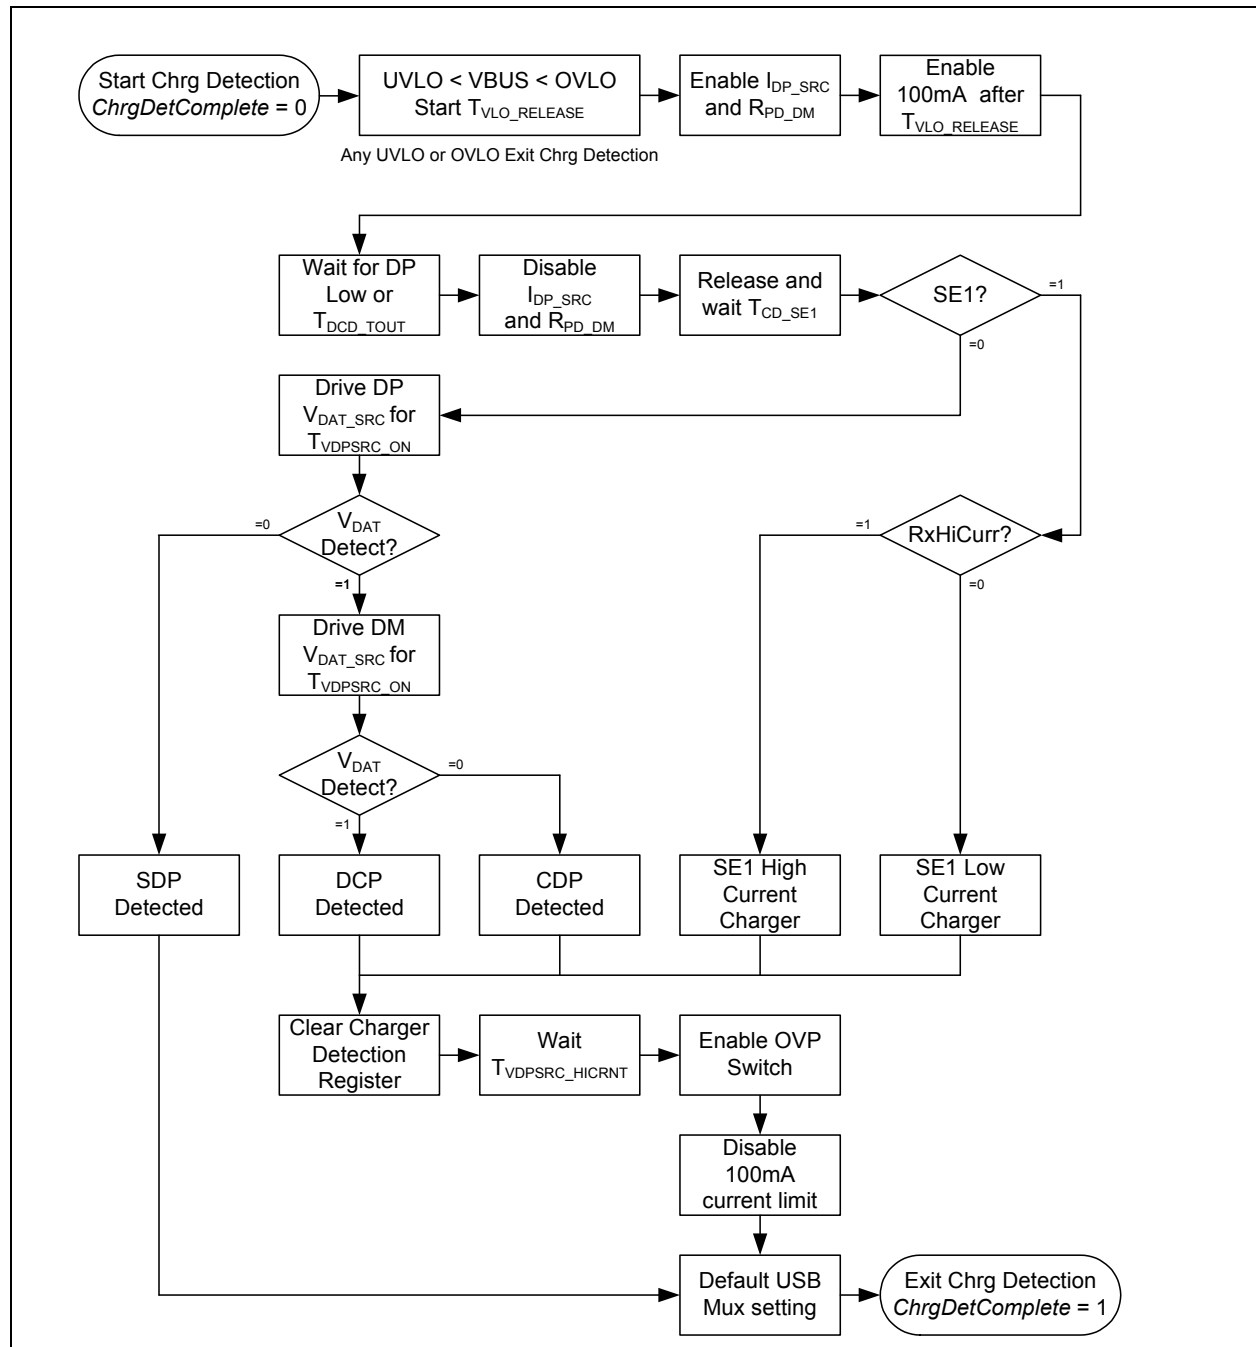 Start Chrg Detection
ChrgDetComplete = 0
UVLO < VBUS < OVLO
Start TVLO_RELEASE
Enable IDP_SRC
and RPD_DM
Enable
100mA after
TVLO_RELEASE
Any UVLO or OVLO Exit Chrg Detection
Wait for DP
Low or
TDCD_TOUT
Disable
IDP_SRC
and RPD_DM
Release and
wait TCD_SE1
SE1?
=1
=0
Drive DP
VDAT_SRC for
TVDPSRC_ON
VDAT
Detect?
=0
=1
RxHiCurr?
=1
=0
Drive DM
VDAT_SRC for
TVDPSRC_ON
VDAT
Detect?
=0
=1
SDP
Detected
DCP
Detected
CDP
Detected
SE1 High
Current
Charger
SE1 Low
Current
Charger
Clear Charger
Detection
Register
Wait
TVDPSRC_HICRNT
Enable OVP
Switch
Disable
100mA
current limit
Default USB
Mux setting
Exit Chrg Detection
ChrgDetComplete = 1